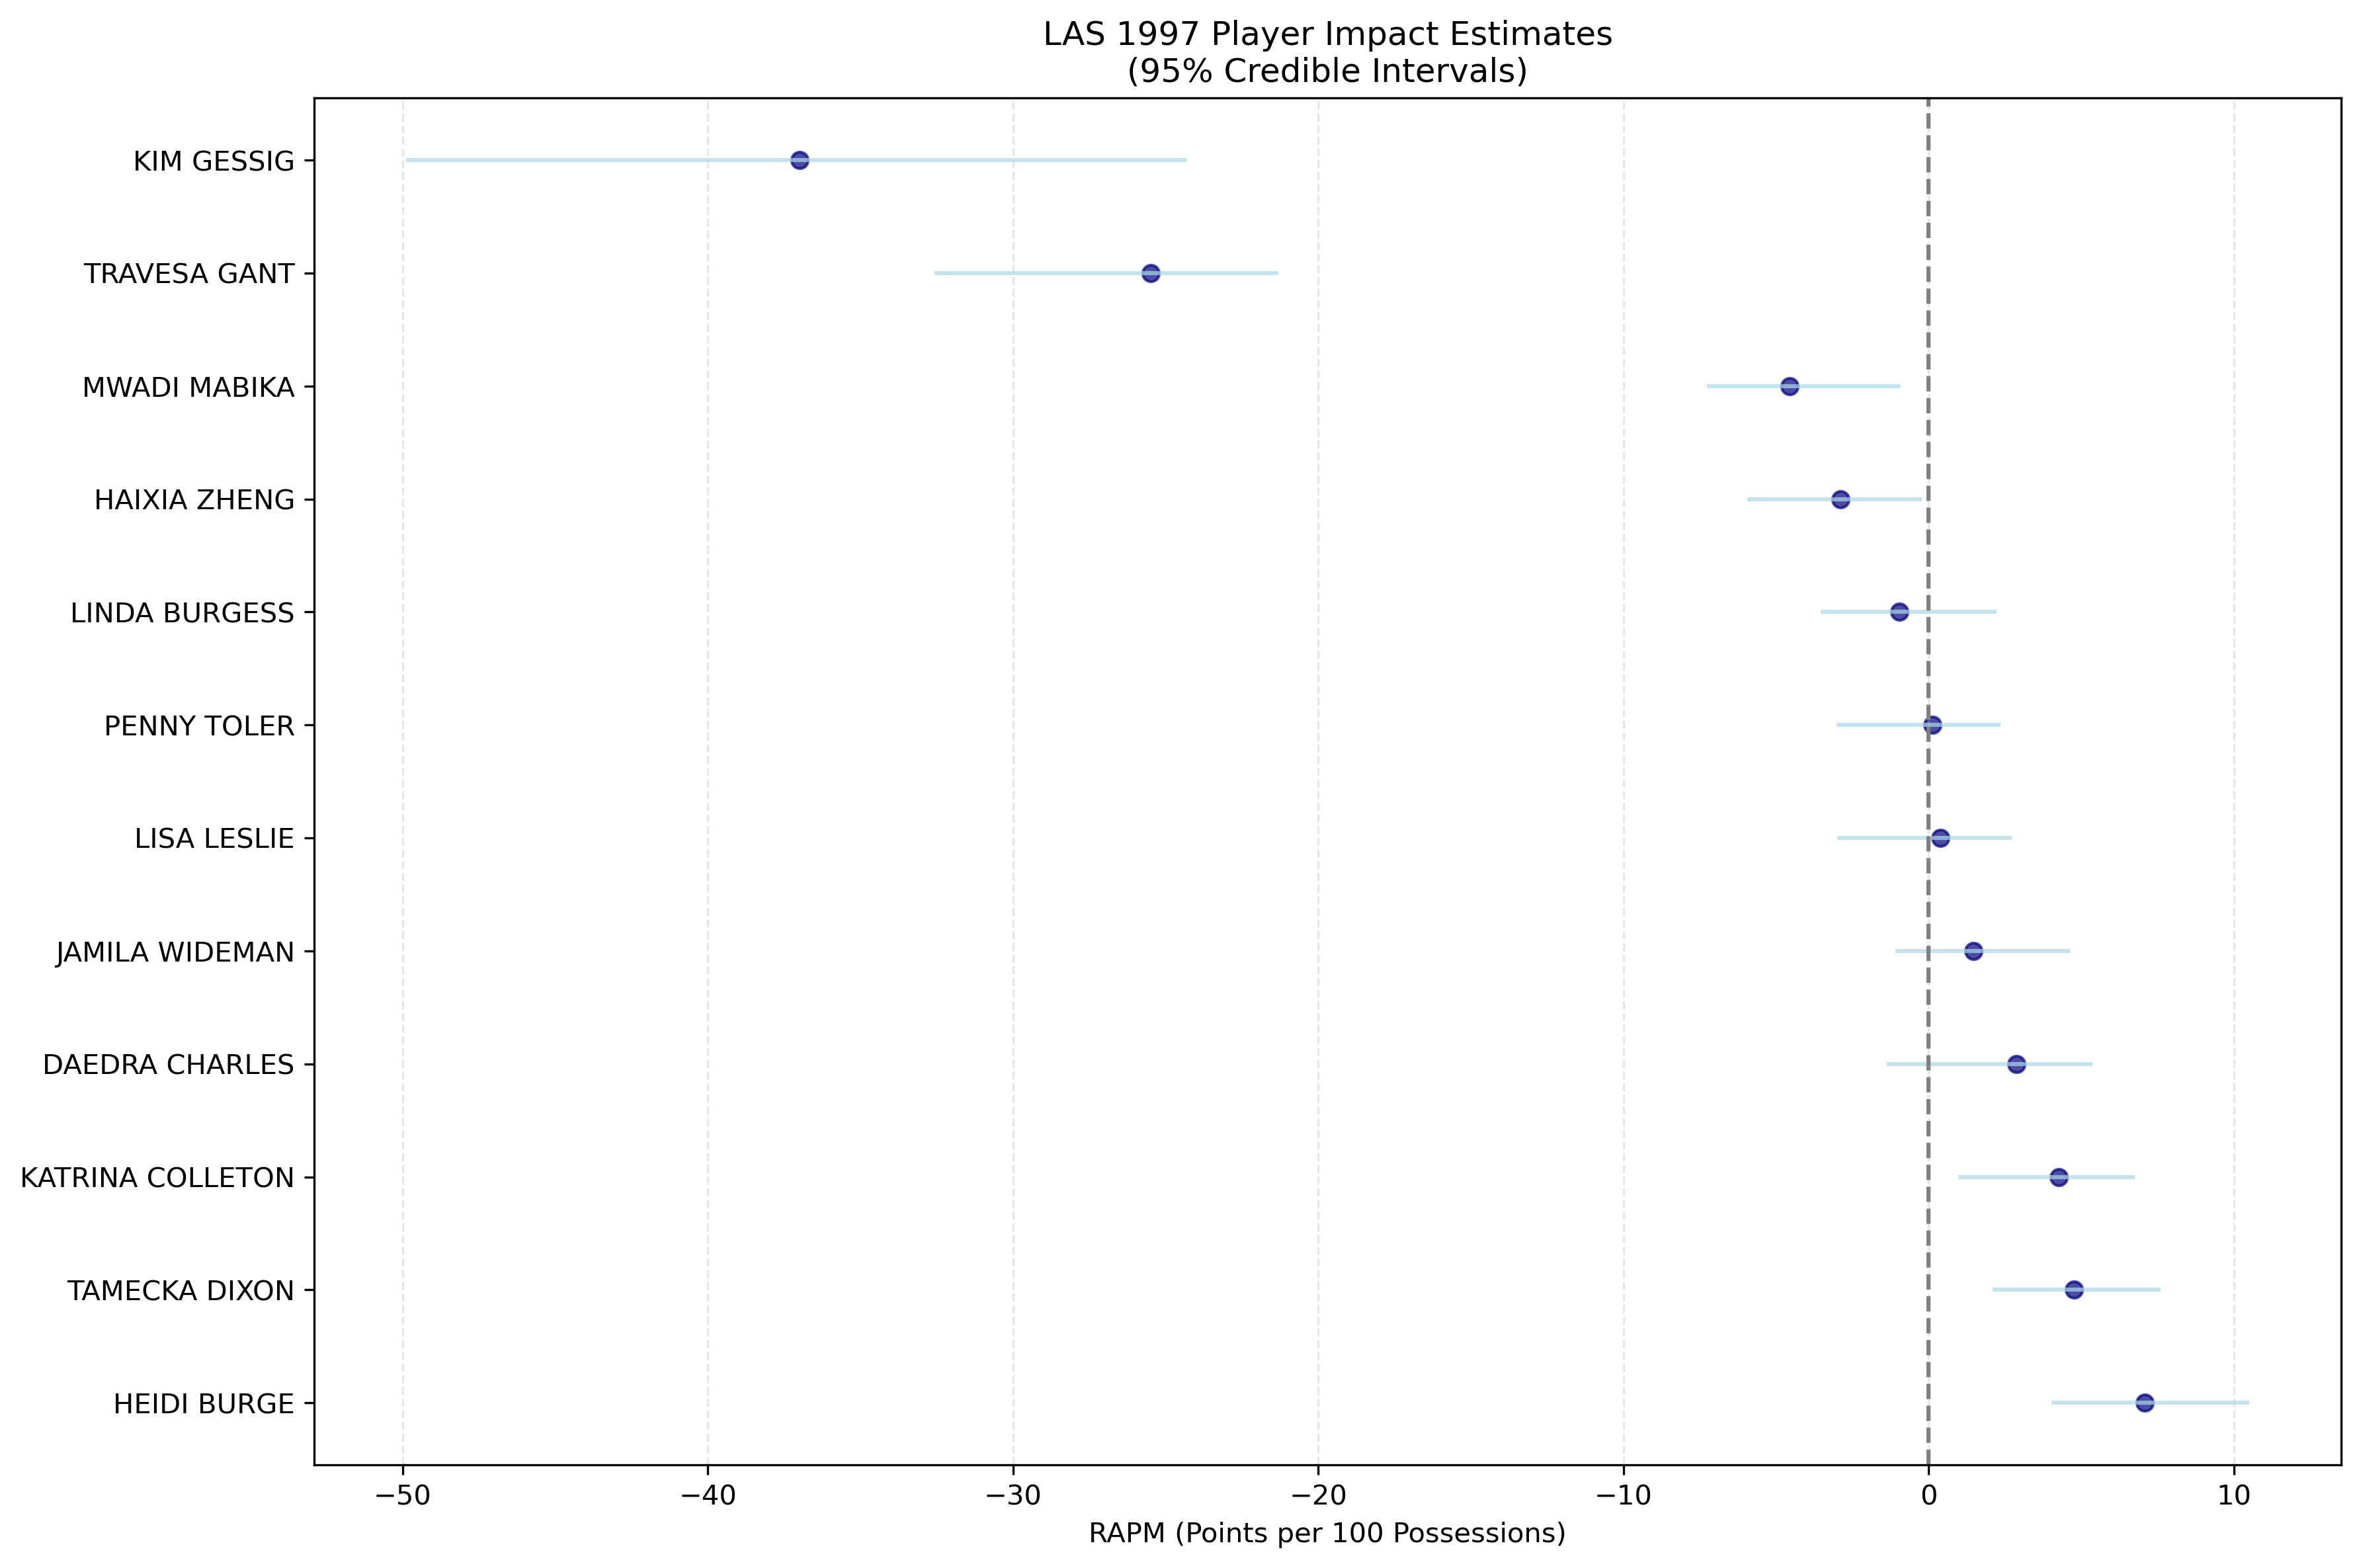 LAS 1997 Player Impact Estimates
(95% Credible Intervals)
KIM GESSIG
TRAVESA GANT
MWADI MABIKA
HAIXIA ZHENG
LINDA BURGESS
PENNY TOLER
LISA LESLIE
JAMILA WIDEMAN
DAEDRA CHARLES
KATRINA COLLETON
TAMECKA DIXON
HEIDI BURGE
−50 −40 −30 −20 −10 0 10
RAPM (Points per 100 Possessions)